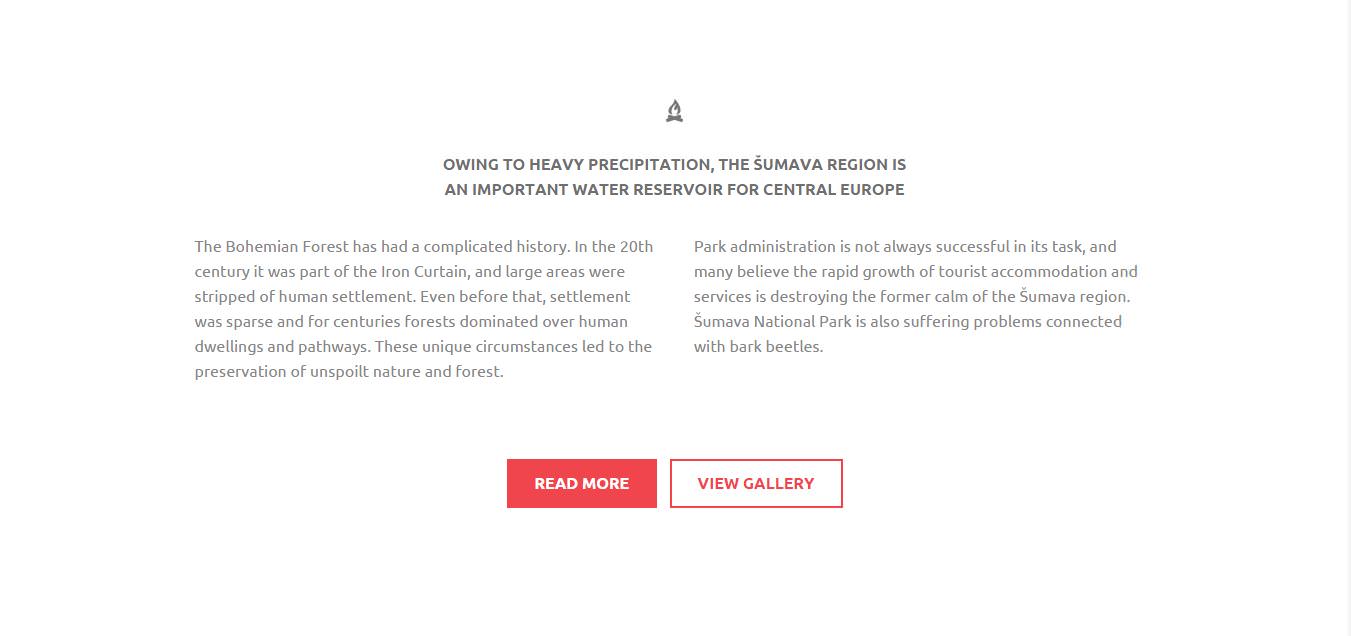 OWING TO HEAVY PRECIPITATION, THE ŠUMAVA REGION IS
AN IMPORTANT WATER RESERVOIR FOR CENTRAL EUROPE
The Bohemian Forest has had a complicated history. In the 20th
century it was part of the Iron Curtain, and large areas were
stripped of human settlement. Even before that, settlement
was sparse and for centuries forests dominated over human
dwellings and pathways. These unique circumstances led to the
preservation of unspoilt nature and forest.
Park administration is not always successful in its task, and
many believe the rapid growth of tourist accommodation and
services is destroying the former calm of the Šumava region.
Šumava National Park is also suffering problems connected
with bark beetles.
READ MORE
VIEW GALLERY